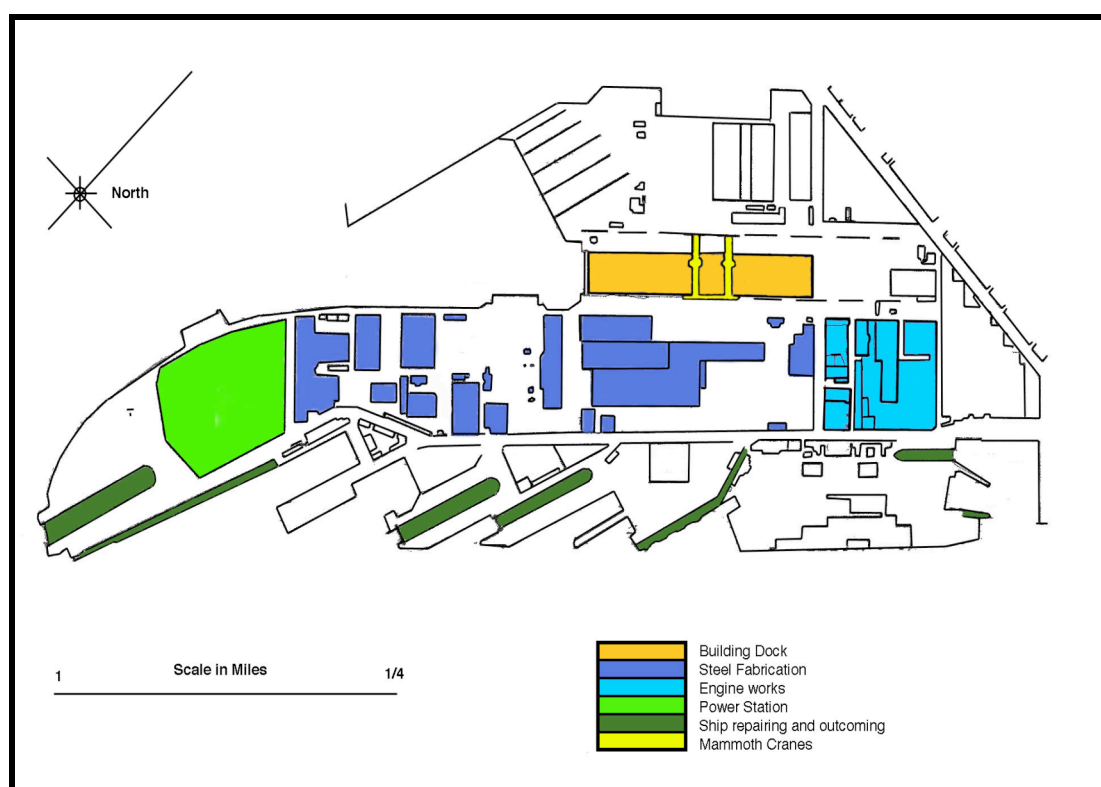 North
1 Scale in Miles 1/4
Building Dock
Steel Fabrication
Engine works
Power Station
Ship repairing and outcoming
Mammoth Cranes